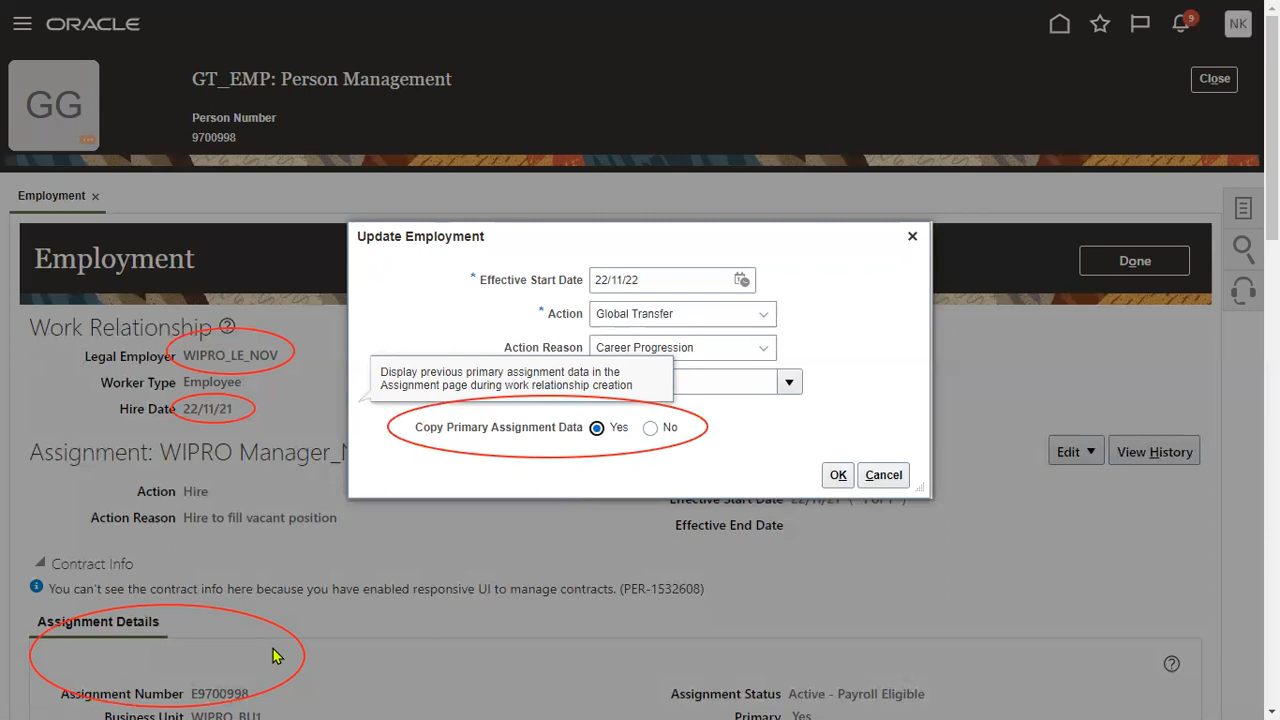 ORACLE
9
NK
GG
GT_EMP: Person Management
Person Number
9700998
Close
Employment ×
Employment
Done
Work Relationship
Legal Employer WIPRO_LE_NOV
Worker Type Employee
Hire Date 22/11/21
Assignment: WIPRO Manager_
Edit
View History
Action Hire
Action Reason Hire to fill vacant position
Effective Start Date 22/11/21
Effective End Date
Contract Info
You can't see the contract info here because you have enabled responsive UI to manage contracts. (PER-1532608)
Assignment Details
Assignment Number E9700998
Assignment Status Active - Payroll Eligible
Business Unit WIPRO_BU1
Primary Yes
Update Employment
* Effective Start Date 22/11/22
* Action Global Transfer
Action Reason Career Progression
Display previous primary assignment data in the
Assignment page during work relationship creation
Copy Primary Assignment Data Yes No
OK
Cancel